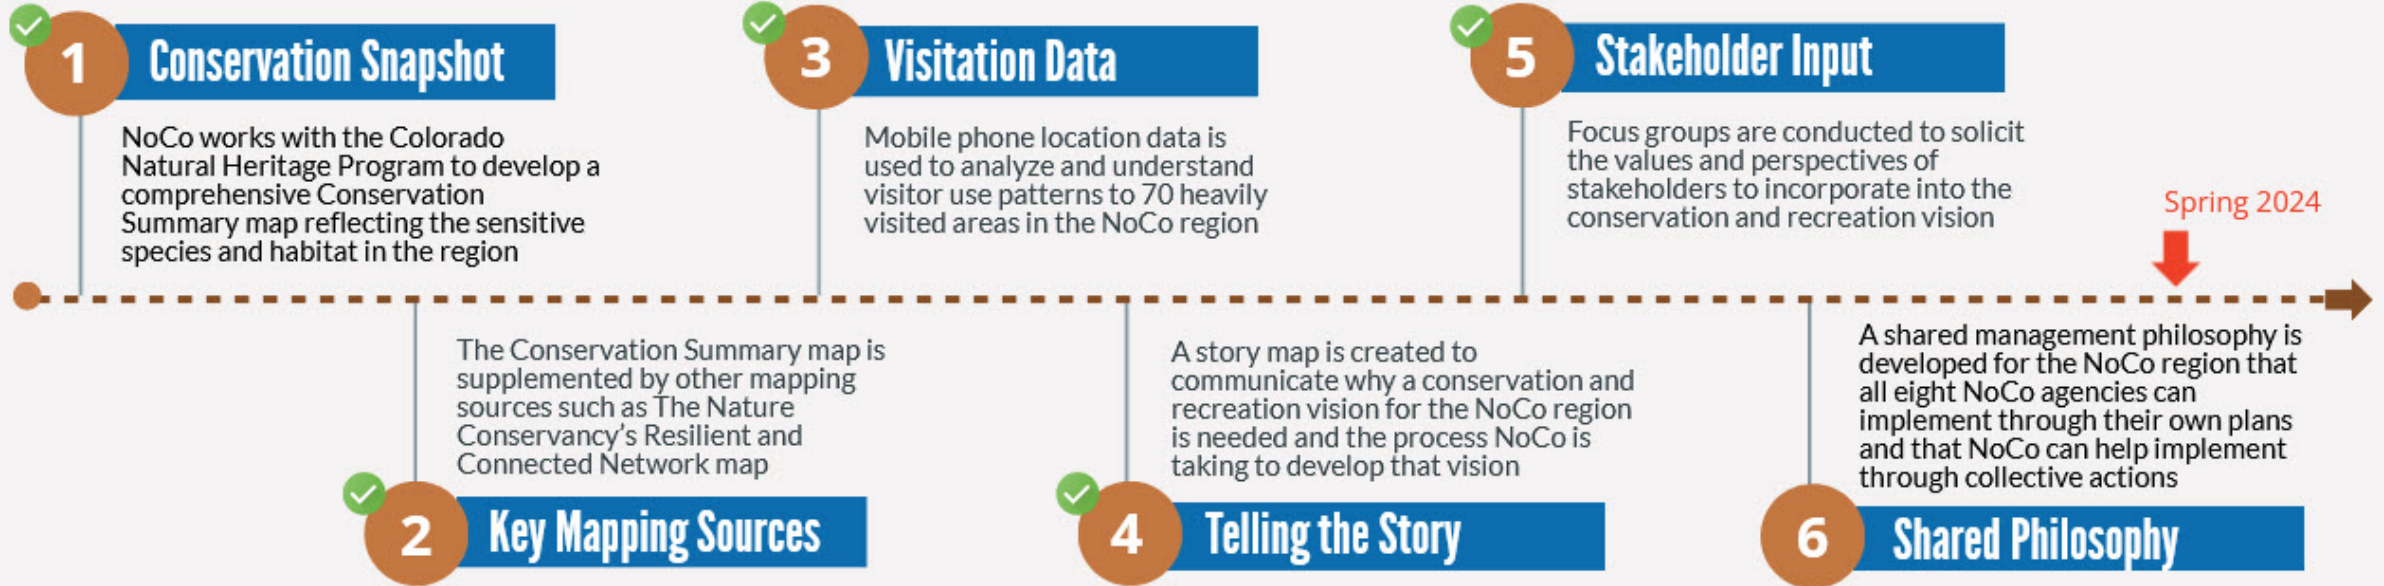 1
Conservation Snapshot
NoCo works with the Colorado
Natural Heritage Program to develop a
comprehensive Conservation
Summary map reflecting the sensitive
species and habitat in the region
The Conservation Summary map is
supplemented by other mapping
sources such as The Nature
Conservancy's Resilient and
Connected Network map
2
Key Mapping Sources
3
Visitation Data
Mobile phone location data is
used to analyze and understand
visitor use patterns to 70 heavily
visited areas in the NoCo region
A story map is created to
communicate why a conservation and
recreation vision for the NoCo region
is needed and the process NoCo is
taking to develop that vision
4
Telling the Story
5
Stakeholder Input
Focus groups are conducted to solicit
the values and perspectives of
stakeholders to incorporate into the
conservation and recreation vision
Spring 2024
A shared management philosophy is
developed for the NoCo region that
all eight NoCo agencies can
implement through their own plans
and that NoCo can help implement
through collective actions
6
Shared Philosophy